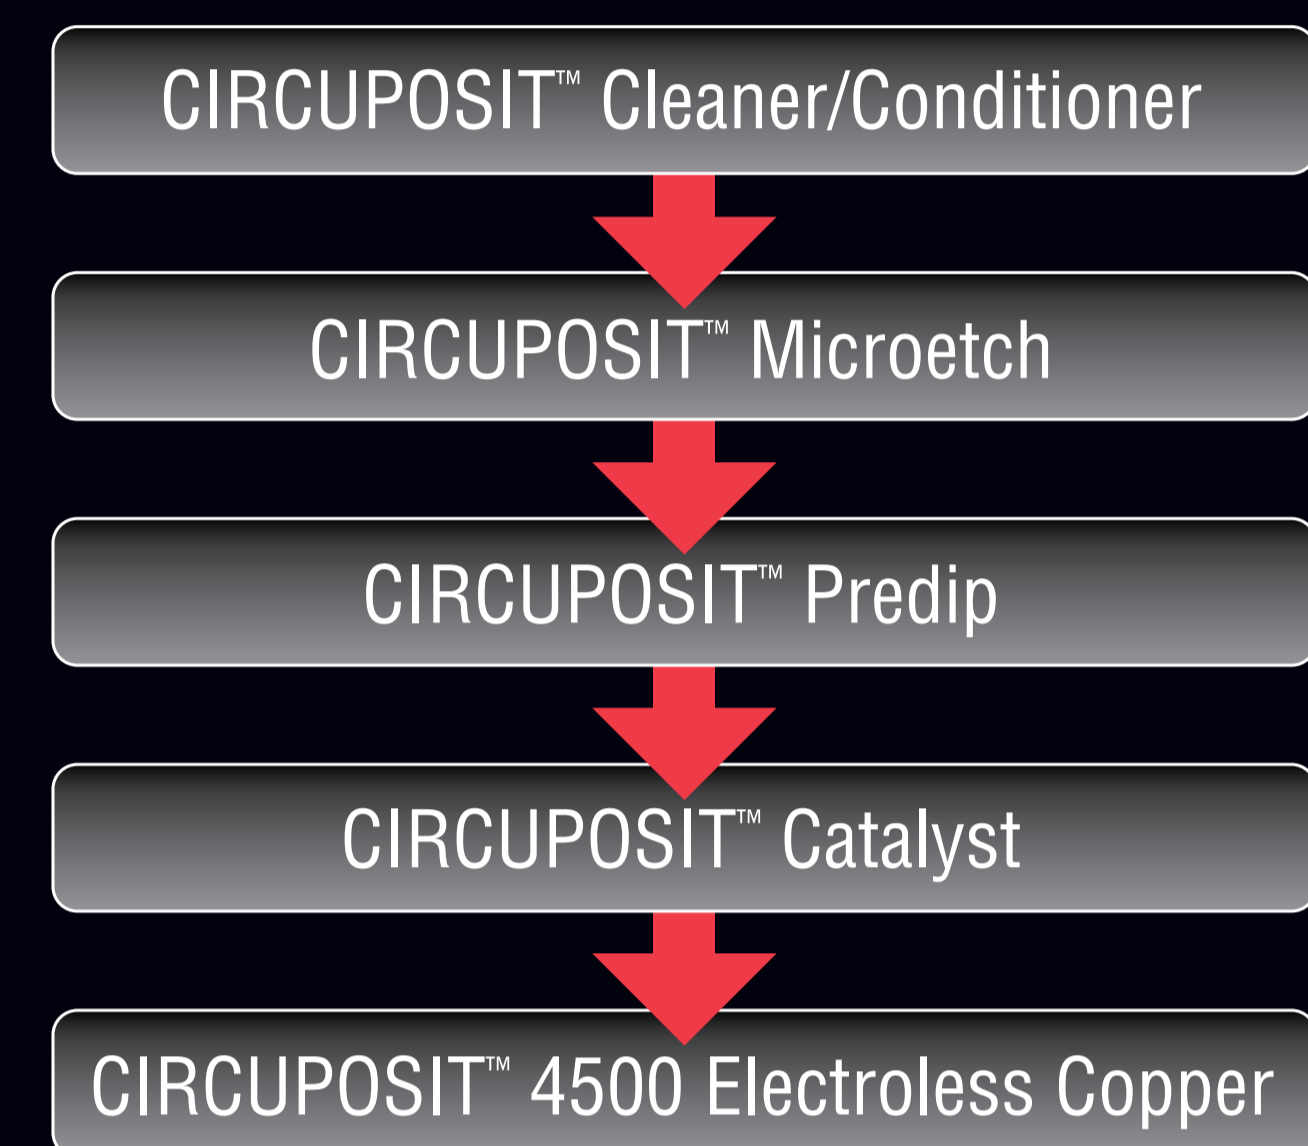 CIRCUPOSIT™ Cleaner/Conditioner
CIRCUPOSIT™ Microetch
CIRCUPOSIT™ Predip
CIRCUPOSIT™ Catalyst
CIRCUPOSIT™ 4500 Electroless Copper